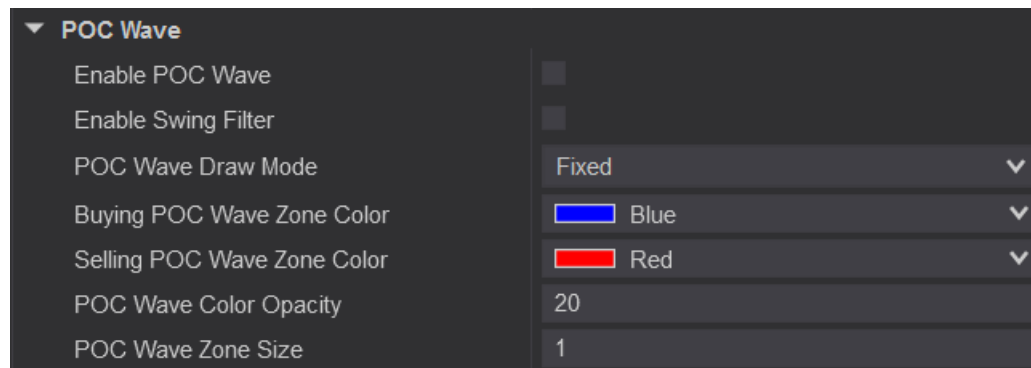 POC Wave
Enable POC Wave
Enable Swing Filter
POC Wave Draw Mode Fixed
Buying POC Wave Zone Color Blue
Selling POC Wave Zone Color Red
POC Wave Color Opacity 20
POC Wave Zone Size 1